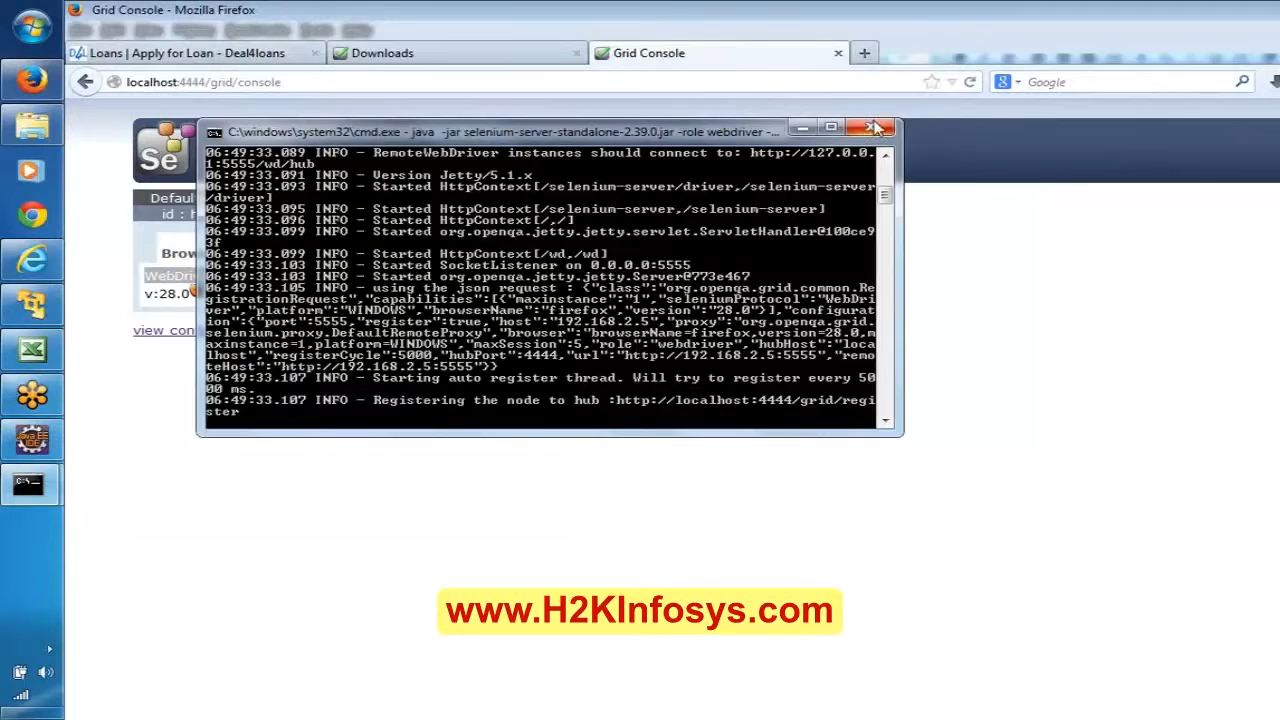 Grid Console - Mozilla Firefox
Loans | Apply for Loan - Deal4loans
Downloads
Grid Console
localhost:4444/grid/console
Google
Se
C:\windows\system32\cmd.exe - java -jar selenium-server-standalone-2.39.0.jar -role webdriver -...
06:49:33.089 INFO - RemoteWebDriver instances should connect to: http://127.0.0.
1:5555/wd/hub
06:49:33.091 INFO - Version Jetty/5.1.x
06:49:33.093 INFO - Started HttpContext[/selenium-server/driver,/selenium-server
/driver]
06:49:33.095 INFO - Started HttpContext[/selenium-server,/selenium-server]
06:49:33.096 INFO - Started HttpContext[/,/]
06:49:33.099 INFO - Started org.openqa.jetty.jetty.servlet.ServletHandler@100ce9
3f
06:49:33.099 INFO - Started HttpContext[/wd,/wd]
06:49:33.103 INFO - Started SocketListener on 0.0.0.0:5555
06:49:33.103 INFO - Started org.openqa.jetty.jetty.Server@773e467
06:49:33.105 INFO - using the json request : {"class":"org.openqa.grid.common.Re
gistrationRequest","capabilities":[{"maxinstance":"1","seleniumProtocol":"WebDri
ver","platform":"WINDOWS","browserName":"firefox","version":"28.0"}],"configurat
ion":{"port":5555,"register":true,"host":"192.168.2.5","proxy":"org.openqa.grid.
selenium.proxy.DefaultRemoteProxy","browser":"browserName=firefox,version=28.0,m
axinstance=1,platform=WINDOWS","maxSession":5,"role":"webdriver","hubHost":"loca
lhost","registerCycle":5000,"hubPort":4444,"url":"http://192.168.2.5:5555","remo
teHost":"http://192.168.2.5:5555"}}
06:49:33.107 INFO - Starting auto register thread. Will try to register every 50
00 ms.
06:49:33.107 INFO - Registering the node to hub :http://localhost:4444/grid/regi
ster
Defaul
id : h
Brow
WebDri
v:28.0
view con
www.H2KInfosys.com